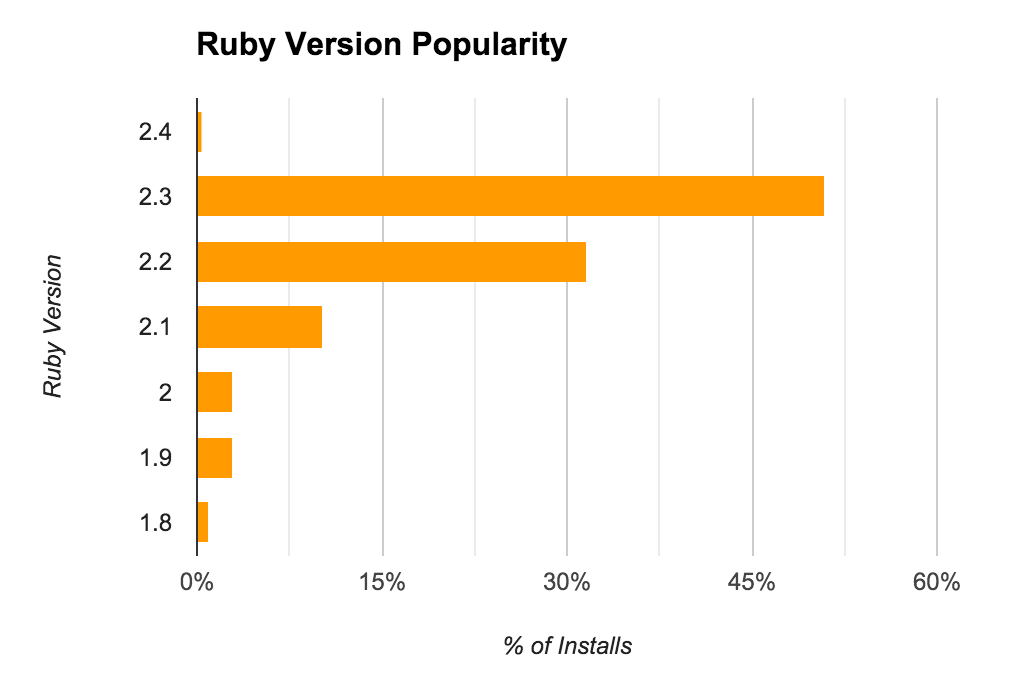 Ruby Version Popularity
Ruby Version
2.4
2.3
2.2
2.1
2
1.9
1.8
0% 15% 30% 45% 60%
% of Installs